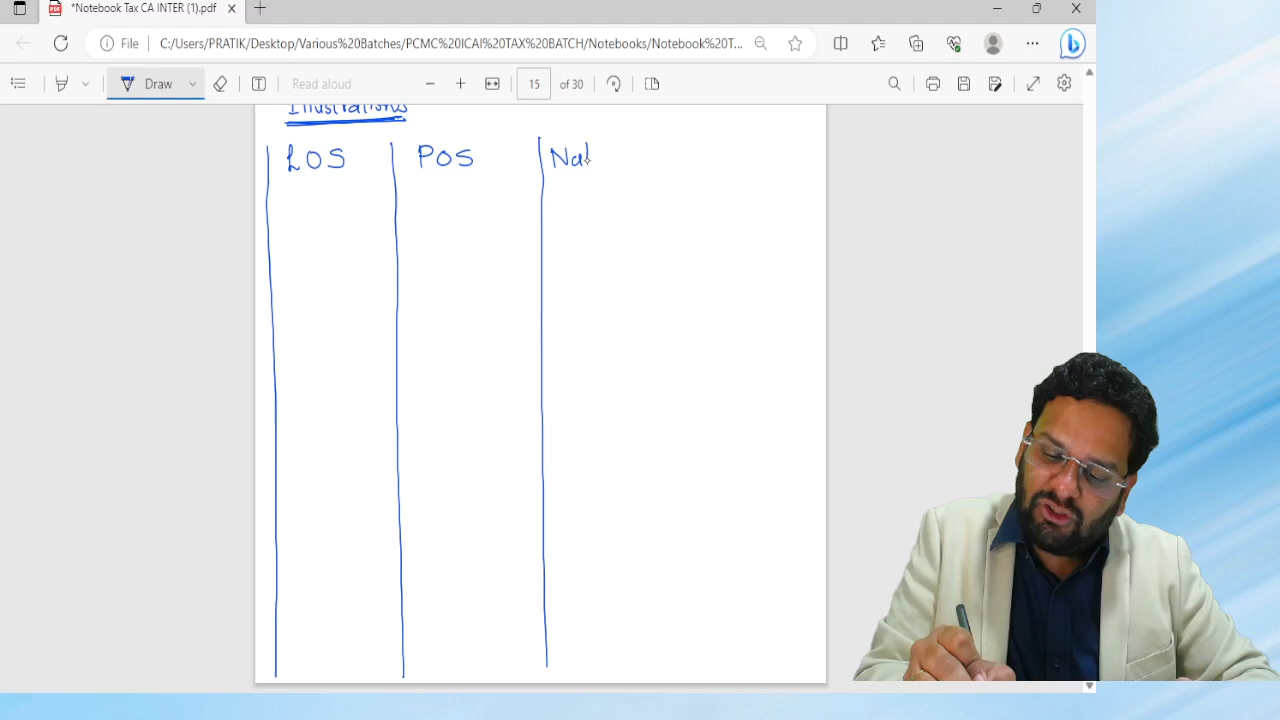 *Notebook Tax CA INTER (1).pdf
File C:/Users/PRATIK/Desktop/Various%20Batches/PCMC%20ICAI%20TAX%20BATCH/Notebooks/Notebook%20T...
Draw Read aloud 15 of 30
Illustrations
LOS POS Nat